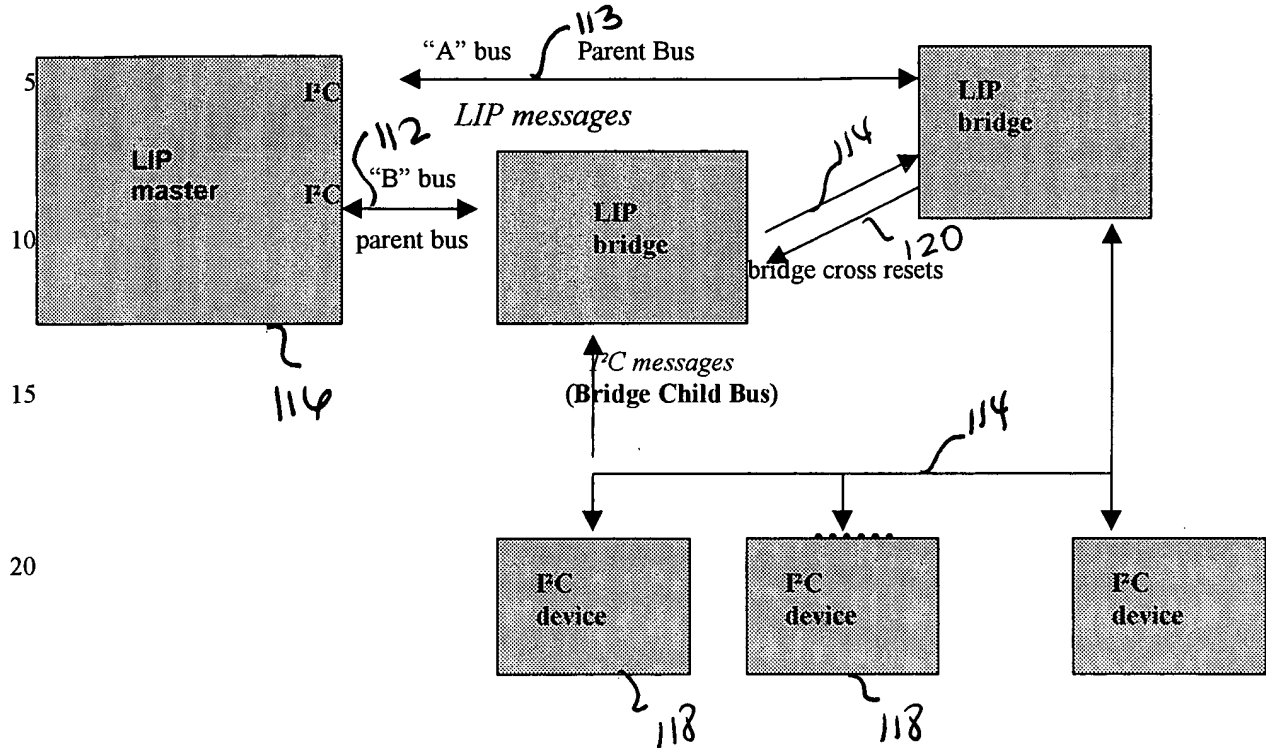 113
"A" bus Parent Bus
5
I²C
LIP messages
LIP
bridge
112
114
LIP
master
"B" bus
I²C
LIP
bridge
10
parent bus
120
bridge cross resets
I²C messages
15
116
(Bridge Child Bus)
114
20
I²C
device
I²C
device
I²C
device
118
118